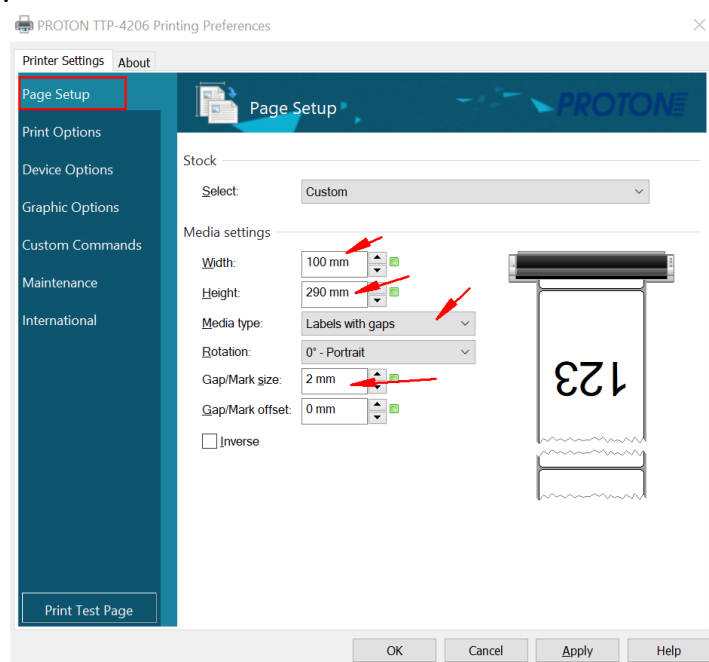 PROTON TTP-4206 Printing Preferences
Printer Settings About
Page Setup
Print Options
Device Options
Graphic Options
Custom Commands
Maintenance
International
Print Test Page
Page Setup
PROTON
Stock
Select: Custom
Media settings
Width: 100 mm
Height: 290 mm
Media type: Labels with gaps
Rotation: 0° - Portrait
Gap/Mark size: 2 mm
Gap/Mark offset: 0 mm
Inverse
123
OK Cancel Apply Help